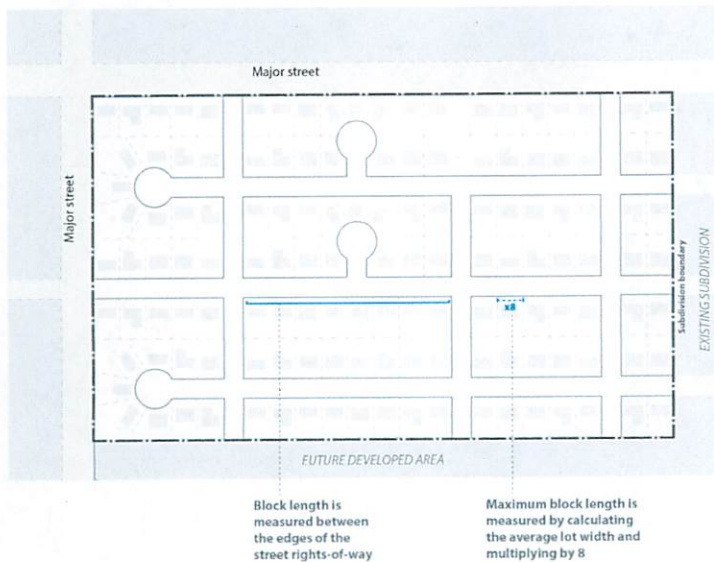 Major street
Major street
Subdivision boundary
EXISTING SUBDIVISION
x8
FUTURE DEVELOPED AREA
Block length is
measured between
the edges of the
street rights-of-way
Maximum block length is
measured by calculating
the average lot width and
multiplying by 8